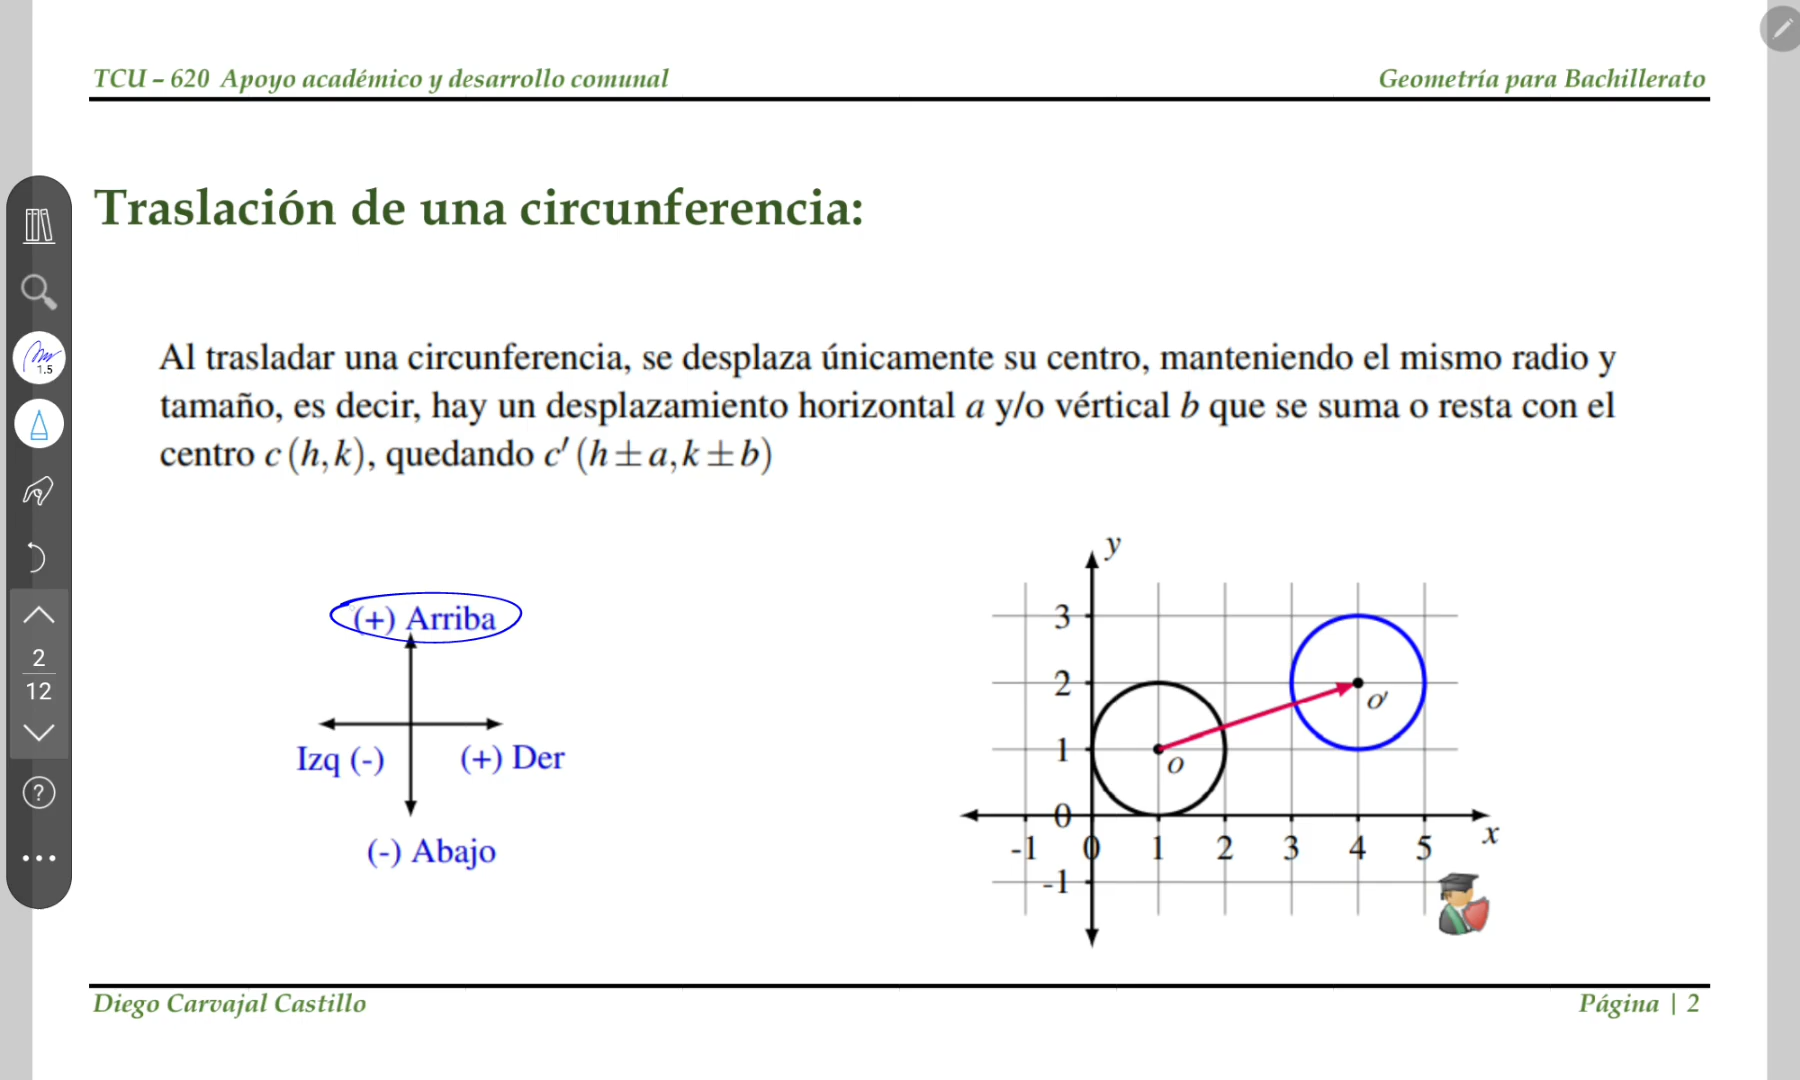 TCU – 620 Apoyo académico y desarrollo comunal
Geometría para Bachillerato
Traslación de una circunferencia:
1.5
Al trasladar una circunferencia, se desplaza únicamente su centro, manteniendo el mismo radio y
tamaño, es decir, hay un desplazamiento horizontal a y/o vértical b que se suma o resta con el
centro c (h,k), quedando c′ (h±a,k±b)
2
12
?
(+) Arriba
Izq (-)
(+) Der
(-) Abajo
y
3
2
o'
1
o
0
x
-1 0 1 2 3 4 5
-1
Diego Carvajal Castillo
Página | 2